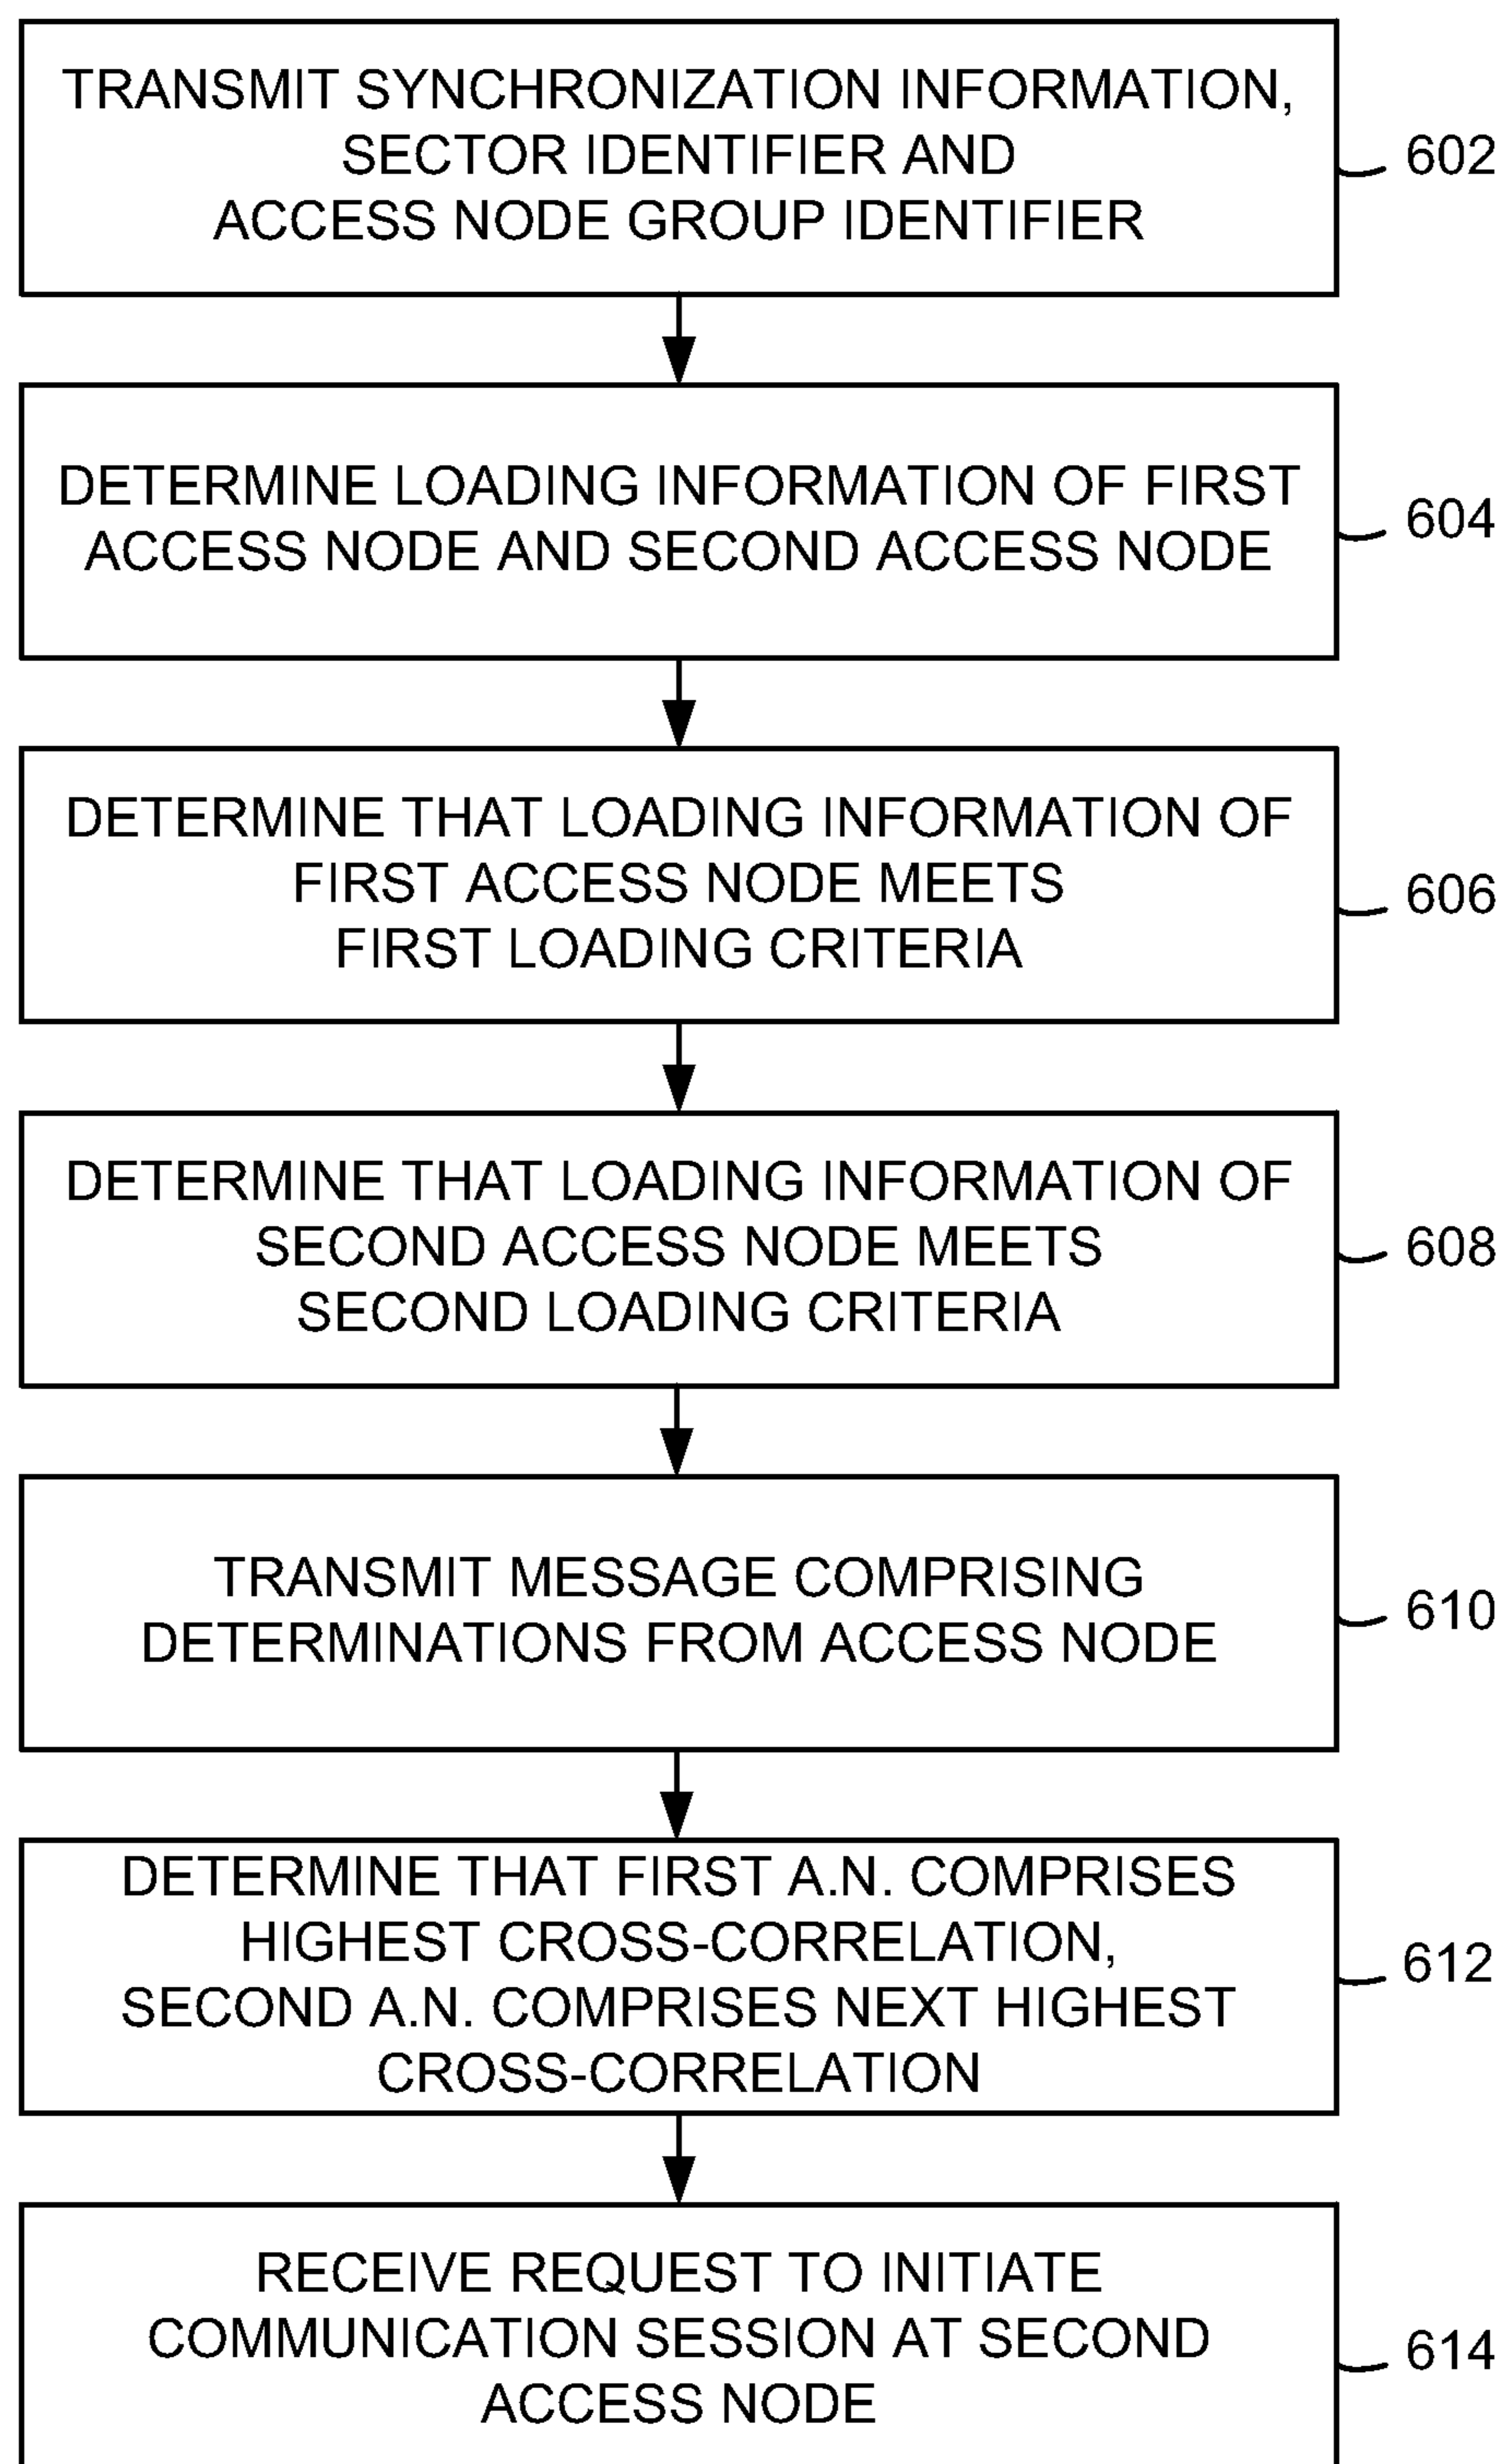 TRANSMIT SYNCHRONIZATION INFORMATION,
SECTOR IDENTIFIER AND
ACCESS NODE GROUP IDENTIFIER
602
DETERMINE LOADING INFORMATION OF FIRST
ACCESS NODE AND SECOND ACCESS NODE
604
DETERMINE THAT LOADING INFORMATION OF
FIRST ACCESS NODE MEETS
FIRST LOADING CRITERIA
606
DETERMINE THAT LOADING INFORMATION OF
SECOND ACCESS NODE MEETS
SECOND LOADING CRITERIA
608
TRANSMIT MESSAGE COMPRISING
DETERMINATIONS FROM ACCESS NODE
610
DETERMINE THAT FIRST A.N. COMPRISES
HIGHEST CROSS-CORRELATION,
SECOND A.N. COMPRISES NEXT HIGHEST
CROSS-CORRELATION
612
RECEIVE REQUEST TO INITIATE
COMMUNICATION SESSION AT SECOND
ACCESS NODE
614